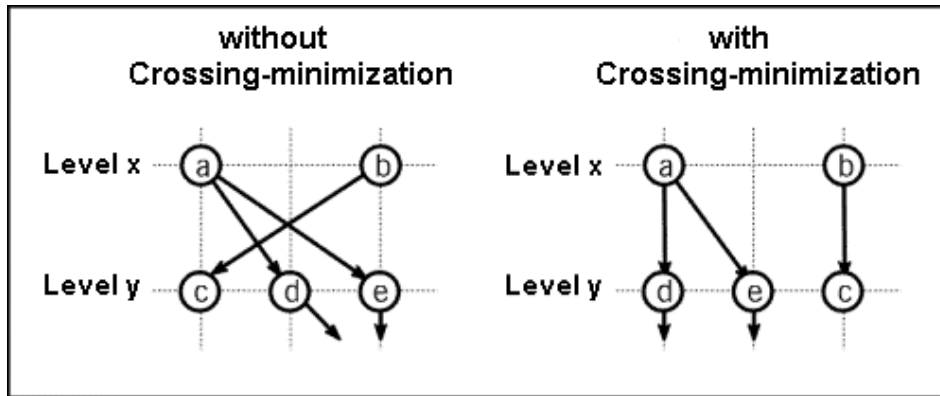 without
Crossing-minimization
Level x
a
b
Level y
c
d
e
with
Crossing-minimization
Level x
a
b
Level y
d
e
c